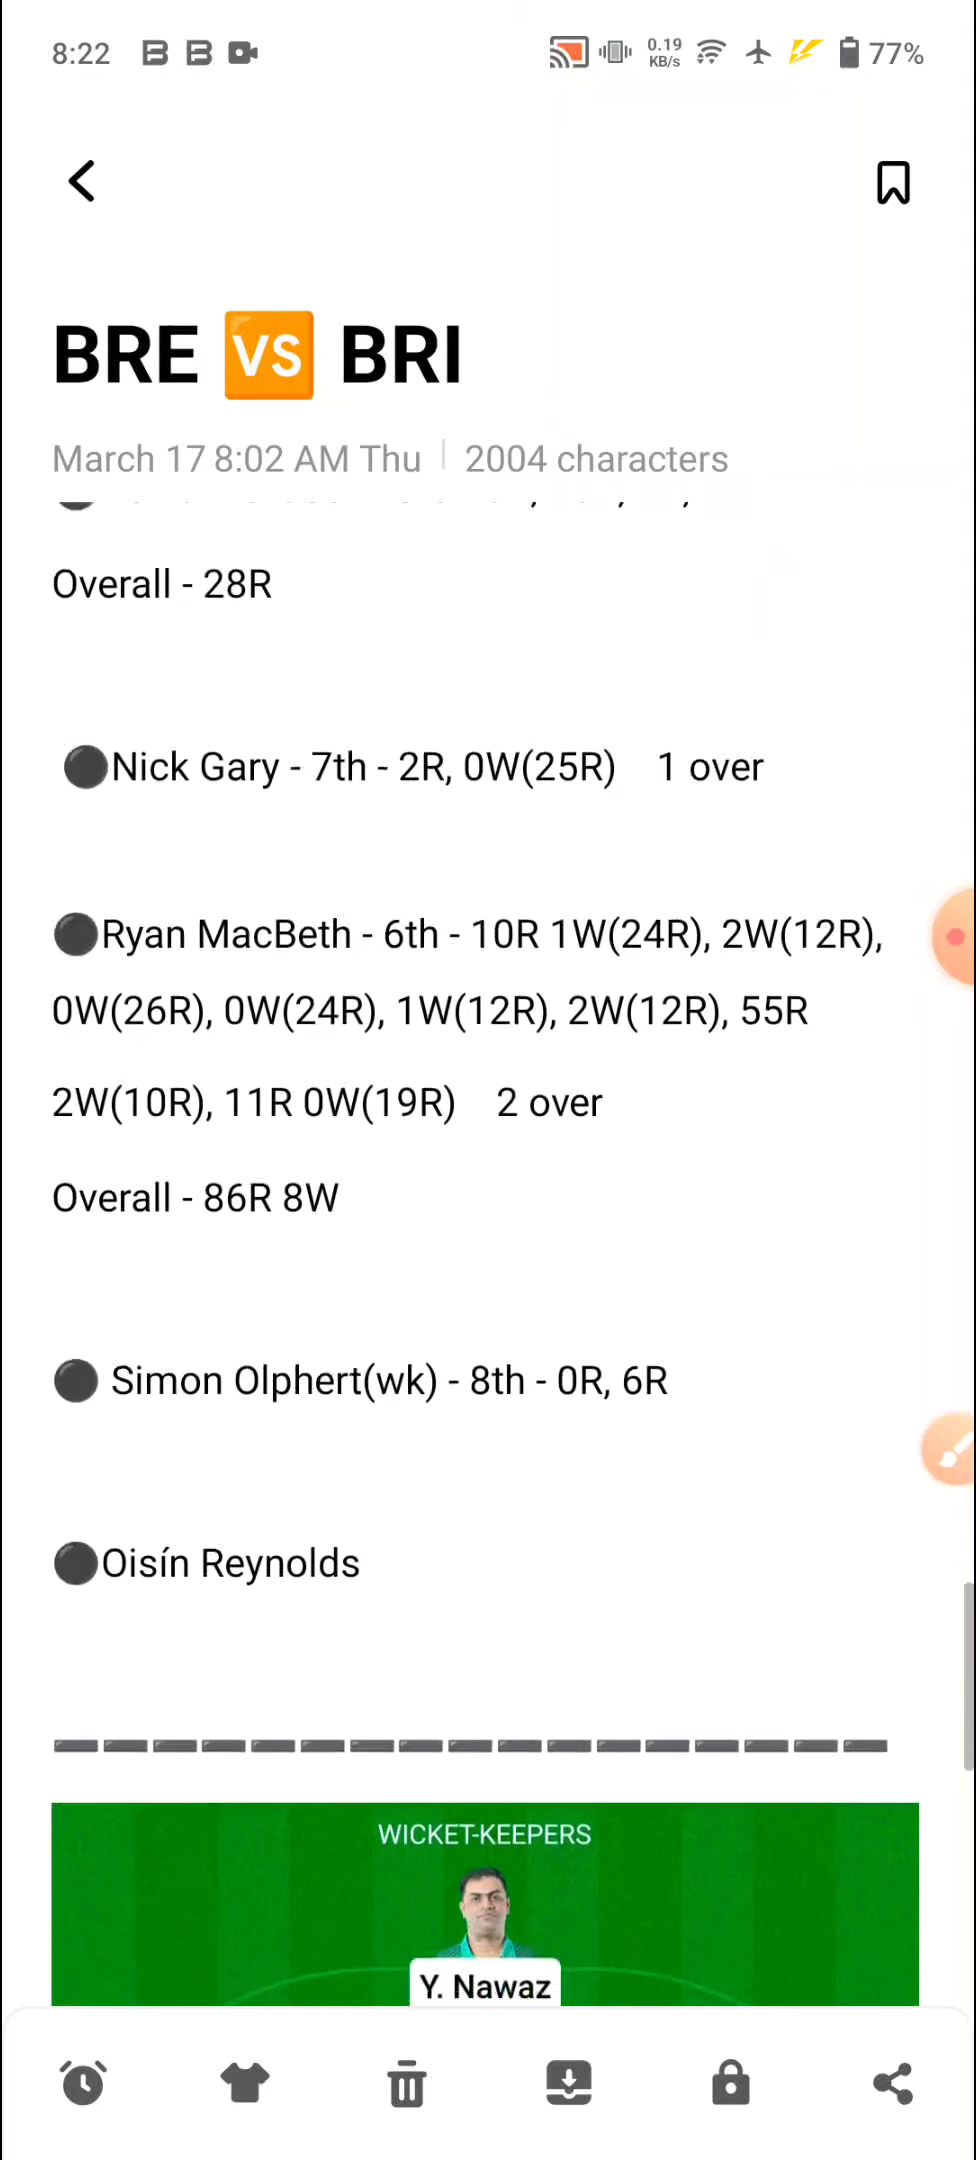 8:22 0.19 KB/s 77%
BRE VS BRI
March 17 8:02 AM Thu | 2004 characters
Overall - 28R
Nick Gary - 7th - 2R, 0W(25R) 1 over
Ryan MacBeth - 6th - 10R 1W(24R), 2W(12R),
0W(26R), 0W(24R), 1W(12R), 2W(12R), 55R
2W(10R), 11R 0W(19R) 2 over
Overall - 86R 8W
Simon Olphert(wk) - 8th - 0R, 6R
Oisín Reynolds
WICKET-KEEPERS
Y. Nawaz